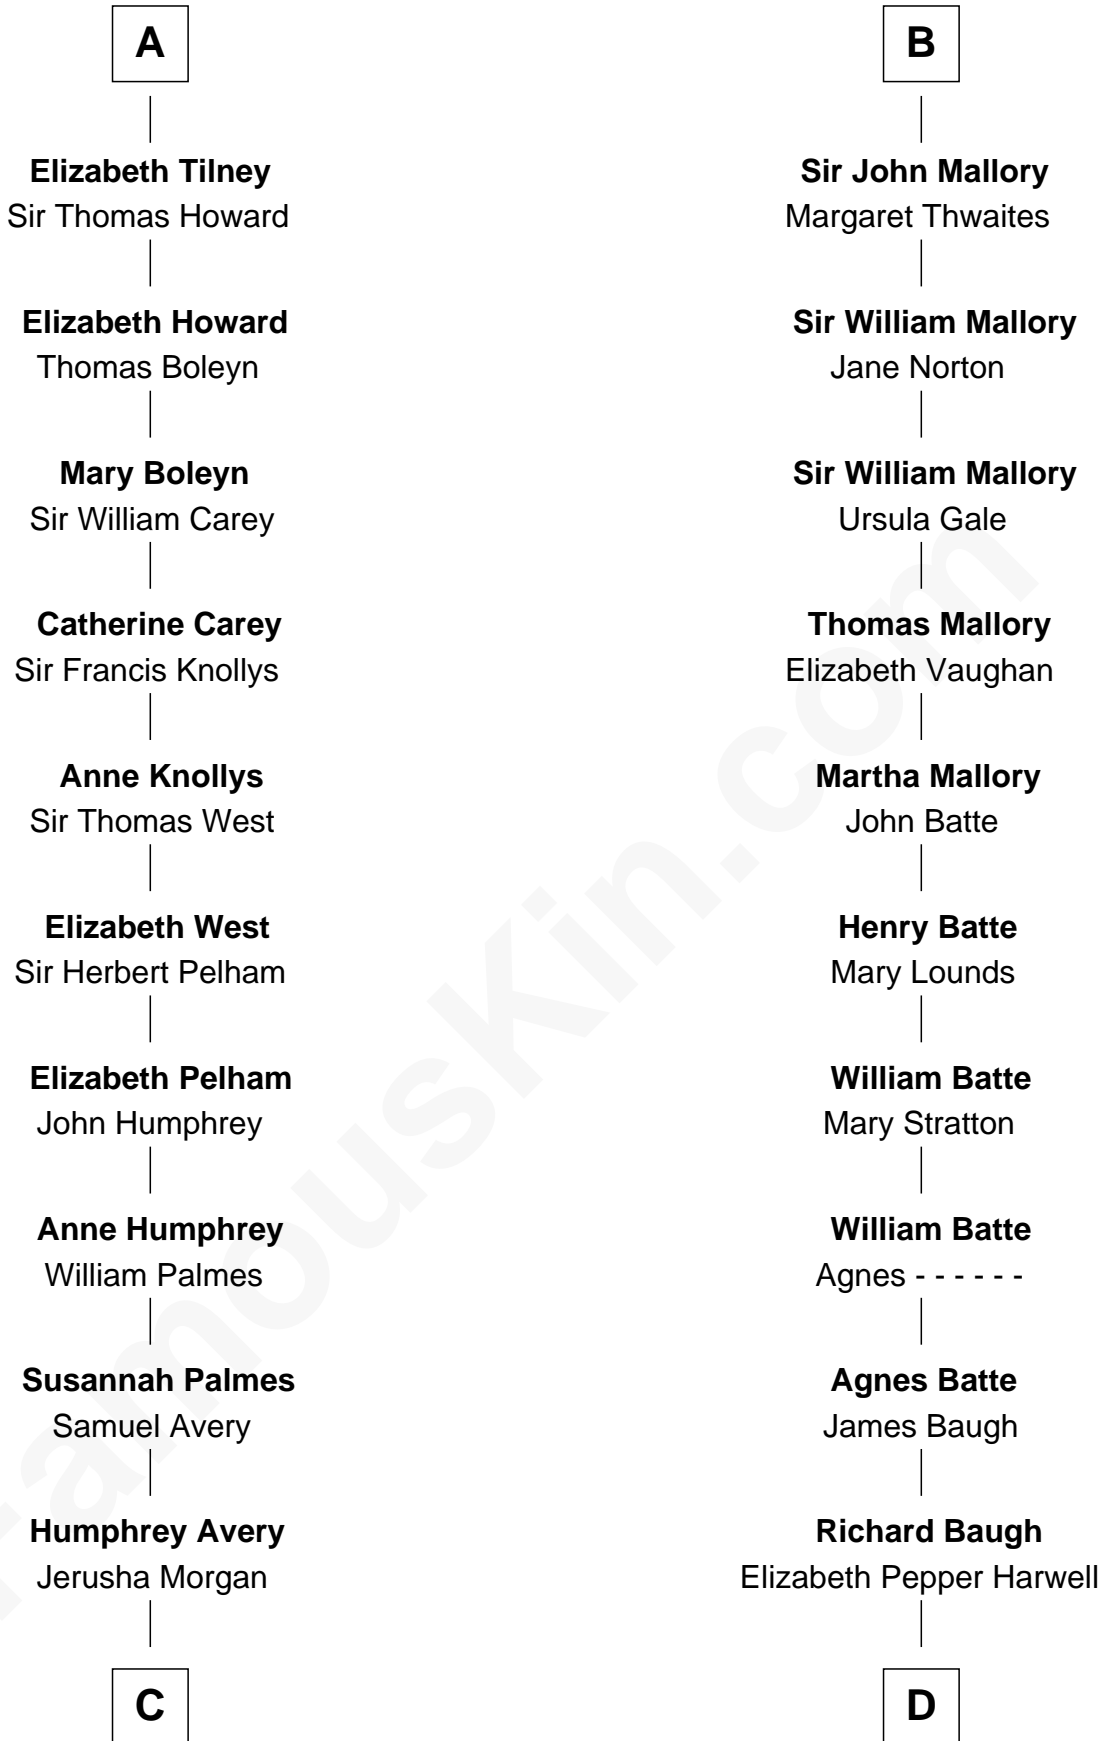 A
Elizabeth Tilney
Sir Thomas Howard
Elizabeth Howard
Thomas Boleyn
Mary Boleyn
Sir William Carey
Catherine Carey
Sir Francis Knollys
Anne Knollys
Sir Thomas West
Elizabeth West
Sir Herbert Pelham
Elizabeth Pelham
John Humphrey
Anne Humphrey
William Palmes
Susannah Palmes
Samuel Avery
Humphrey Avery
Jerusha Morgan
C
B
Sir John Mallory
Margaret Thwaites
Sir William Mallory
Jane Norton
Sir William Mallory
Ursula Gale
Thomas Mallory
Elizabeth Vaughan
Martha Mallory
John Batte
Henry Batte
Mary Lounds
William Batte
Mary Stratton
William Batte
Agnes - - - - - -
Agnes Batte
James Baugh
Richard Baugh
Elizabeth Pepper Harwell
D
FamousKin.com